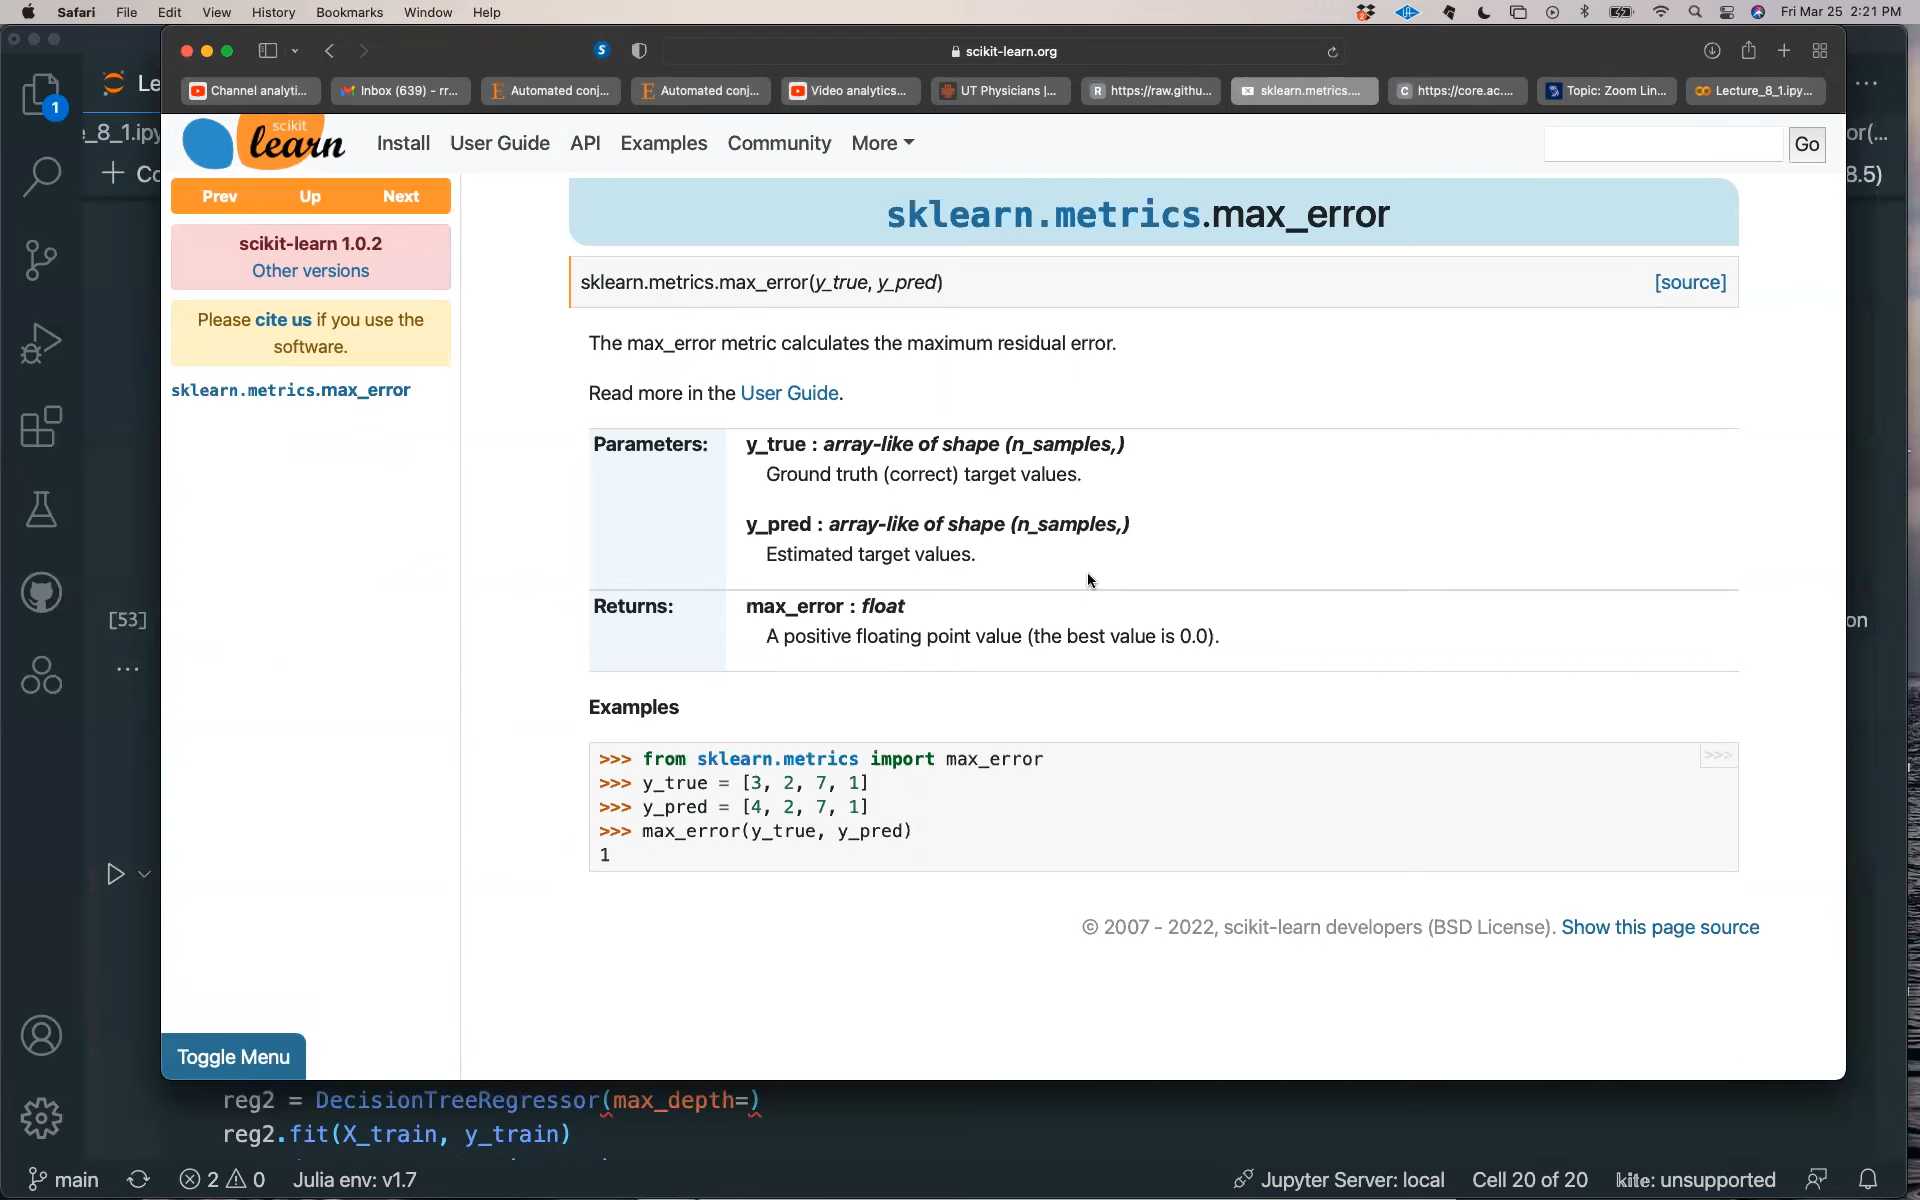 Safari File Edit View History Bookmarks Window Help Fri Mar 25 2:21 PM
scikit-learn.org
Channel analyti... Inbox (639) - rr... Automated conj... Automated conj... Video analytics... UT Physicians |... https://raw.githu... sklearn.metrics.... https://core.ac.... Topic: Zoom Lin... Lecture_8_1.ipy...
1
Le
_8_1.ipy
or(...
+ Co
3.5)
scikit
learn
Install User Guide API Examples Community More
Go
Prev Up Next
scikit-learn 1.0.2
Other versions
Please cite us if you use the
software.
sklearn.metrics.max_error
sklearn.metrics.max_error
sklearn.metrics.max_error(y_true, y_pred) [source]
The max_error metric calculates the maximum residual error.
Read more in the User Guide.
Parameters: y_true : array-like of shape (n_samples,)
Ground truth (correct) target values.
y_pred : array-like of shape (n_samples,)
Estimated target values.
Returns: max_error : float
A positive floating point value (the best value is 0.0).
[53]
...
on
Examples
>>> from sklearn.metrics import max_error >>>
>>> y_true = [3, 2, 7, 1]
>>> y_pred = [4, 2, 7, 1]
>>> max_error(y_true, y_pred)
1
© 2007 - 2022, scikit-learn developers (BSD License). Show this page source
Toggle Menu
reg2 = DecisionTreeRegressor(max_depth=)
reg2.fit(X_train, y_train)
main 2 0 Julia env: v1.7 Jupyter Server: local Cell 20 of 20 kite: unsupported